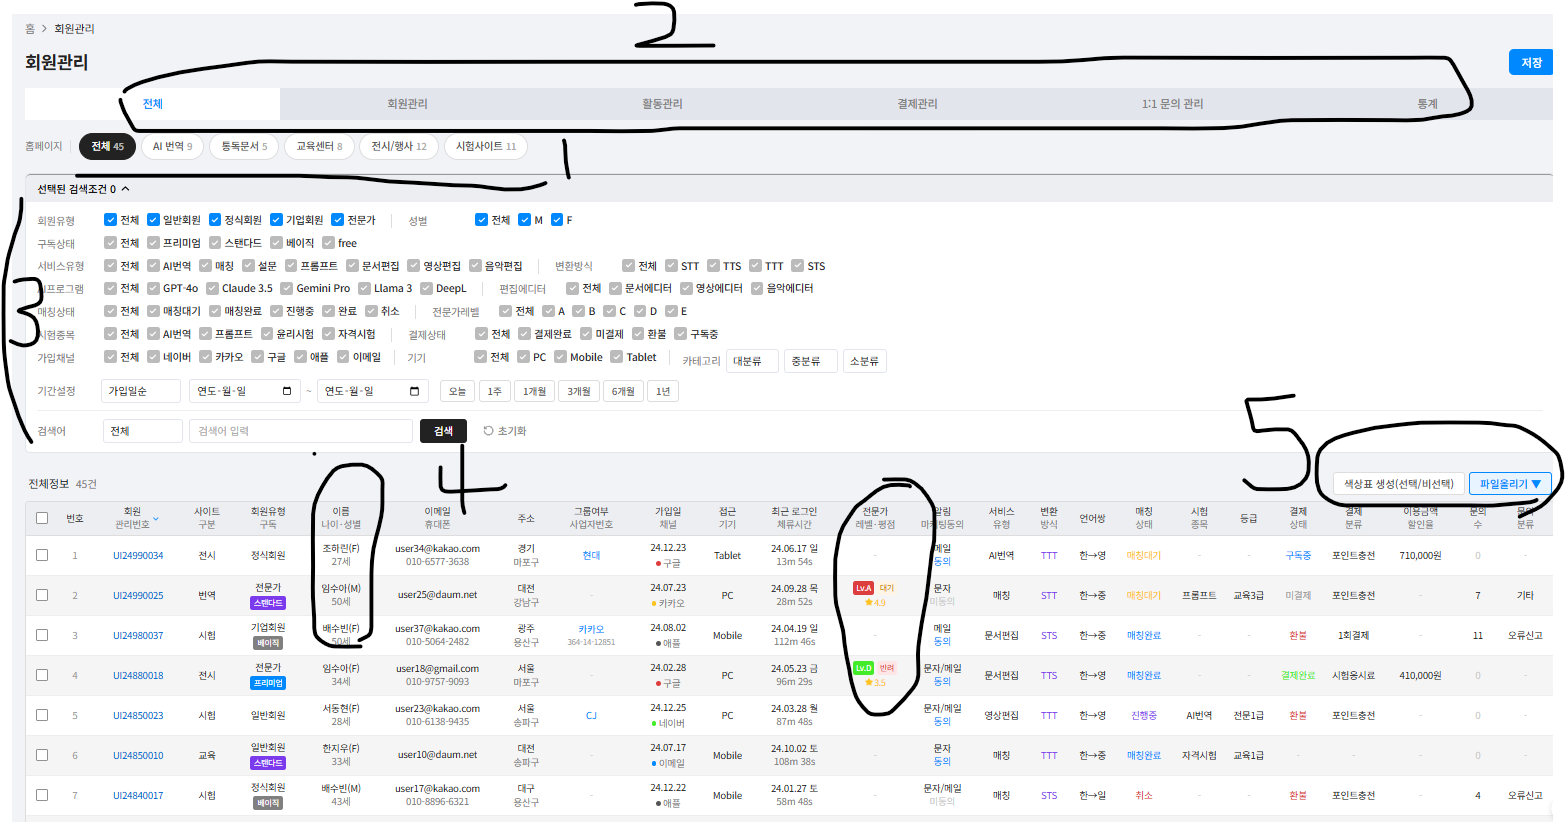 2
홈 > 회원관리
회원관리
저장
전체 회원관리 활동관리 결제관리 1:1 문의 관리 통계
홈페이지 전체 45 AI 번역 9 통독문서 5 교육센터 8 전시/행사 12 시험사이트 11
1
선택된 검색조건 0
3
회원유형 전체 일반회원 정식회원 기업회원 전문가 성별 전체 M F
구독상태 전체 프리미엄 스탠다드 베이직 free
서비스유형 전체 AI번역 매칭 설문 프롬프트 문서편집 영상편집 음악편집 변환방식 전체 STT TTS TTT STS
AI프로그램 전체 GPT-4o Claude 3.5 Gemini Pro Llama 3 DeepL 편집에디터 전체 문서에디터 영상에디터 음악에디터
매칭상태 전체 매칭대기 매칭완료 진행중 완료 취소 전문가레벨 전체 A B C D E
시험종목 전체 AI번역 프롬프트 윤리시험 자격시험 결제상태 전체 결제완료 미결제 환불 구독중
가입채널 전체 네이버 카카오 구글 애플 이메일 기기 전체 PC Mobile Tablet 카테고리 대분류 중분류 소분류
기간설정 가입일순 연도-월-일 ~ 연도-월-일 오늘 1주 1개월 3개월 6개월 1년
검색어 전체 검색어 입력 검색 초기화
4
5
전체정보 45건 색상표 생성(선택/비선택) 파일올리기 ▼
번호 회원 관리번호 사이트 구분 회원유형 구독 이름 나이·성별 이메일 휴대폰 주소 그룹여부 사업자번호 가입일 채널 접근 기기 최근 로그인 체류시간 전문가 레벨·평점 알림 마케팅동의 서비스 유형 변환 방식 언어쌍 매칭 상태 시험 종목 등급 결제 상태 결제 분류 이용금액 할인율 문의 수 문의 분류
1 UI24990034 전시 정식회원 조하린(F) 27세 user34@kakao.com 010-6577-3638 경기 마포구 현대 - 24.12.23 구글 Tablet 24.06.17 일 13m 54s - 메일 동의 AI번역 TTT 한→영 매칭대기 - - 구독중 포인트충전 710,000원 0 -
2 UI24990025 번역 전문가 스탠다드 임수아(M) 50세 user25@daum.net 대전 강남구 - 24.07.23 카카오 PC 24.09.28 목 28m 52s Lv.A 대기 ★4.9 문자 미동의 매칭 STT 한→중 매칭대기 프롬프트 교육3급 미결제 포인트충전 - 7 기타
3 UI24980037 시험 기업회원 베이직 배수빈(F) 50세 user37@kakao.com 010-5064-2482 광주 용산구 카카오 364-14-12851 24.08.02 애플 Mobile 24.04.19 일 112m 46s - 메일 동의 문서편집 STS 한→중 매칭완료 - - 환불 1회결제 - 11 오류신고
4 UI24880018 전시 전문가 프리미엄 임수아(F) 34세 user18@gmail.com 010-9757-9093 서울 마포구 - 24.02.28 구글 PC 24.05.23 금 96m 29s Lv.D 반려 ★3.5 문자/메일 동의 문서편집 TTT 한→중 매칭완료 - - 결제완료 시험응시료 410,000원 0 -
5 UI24850023 시험 일반회원 서동현(F) 28세 user23@kakao.com 010-6138-9435 서울 송파구 CJ 24.12.25 네이버 PC 24.03.28 월 87m 48s - 문자/메일 동의 영상편집 TTT 한→영 진행중 AI번역 전문1급 환불 포인트충전 - 0 -
6 UI24850010 교육 일반회원 스탠다드 한지우(F) 33세 user10@daum.net 대전 송파구 - 24.07.17 이메일 Mobile 24.10.02 토 108m 38s - 문자 동의 매칭 TTT 한→중 매칭완료 자격시험 교육1급 - - - 0 -
7 UI24840017 시험 정식회원 베이직 배수빈(M) 43세 user17@kakao.com 010-8896-6321 대구 용산구 - 24.12.22 애플 Mobile 24.01.27 토 58m 48s - 문자/메일 미동의 매칭 STS 한→일 취소 - - 환불 포인트충전 - 4 오류신고